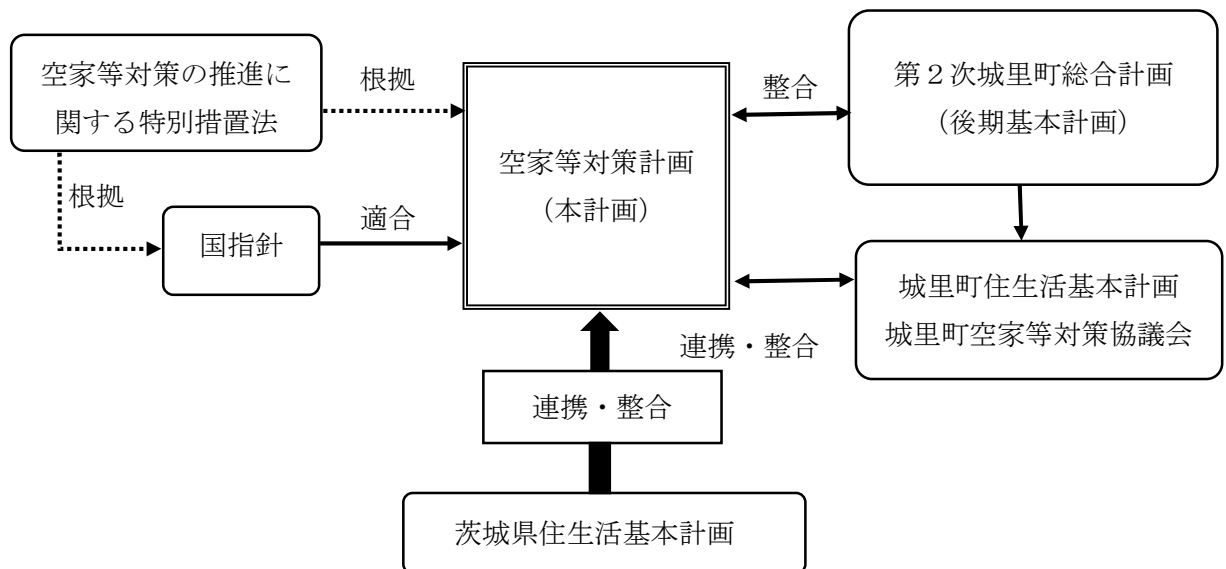 空家等対策の推進に
関する特別措置法
根拠
根拠
国指針
適合
空家等対策計画
（本計画）
整合
第２次城里町総合計画
（後期基本計画）
城里町住生活基本計画
城里町空家等対策協議会
連携・整合
連携・整合
茨城県住生活基本計画